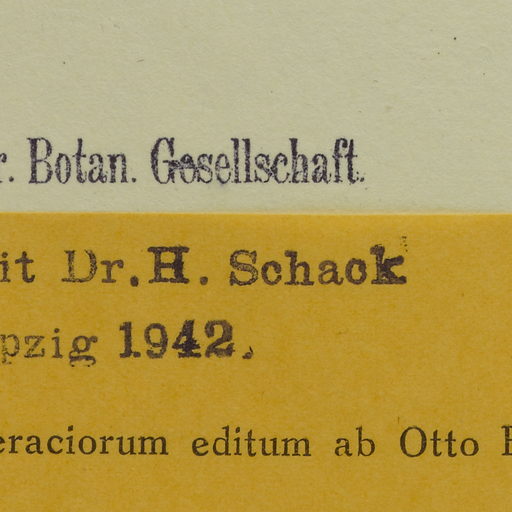 r. Botan. Gesellschaft.
it Dr. H. Schack
pzig 1942.
eraciorum editum ab Otto